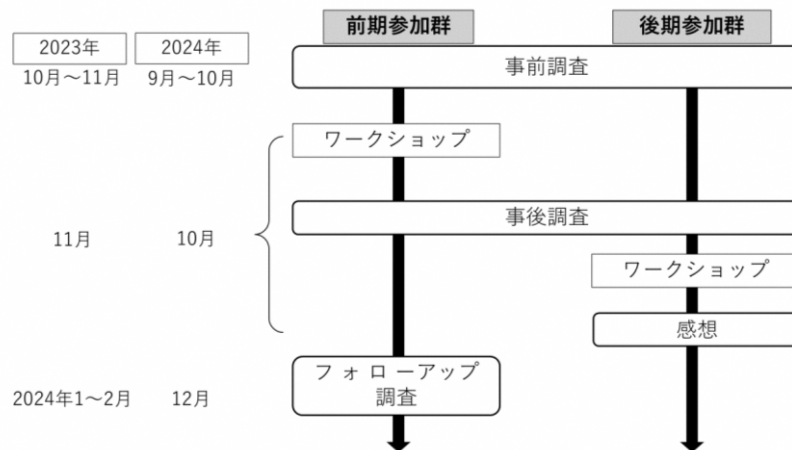 前期参加群
後期参加群
2023年
2024年
10月～11月
9月～10月
事前調査
ワークショップ
事後調査
11月
10月
ワークショップ
感想
フォローアップ
調査
2024年1～2月
12月